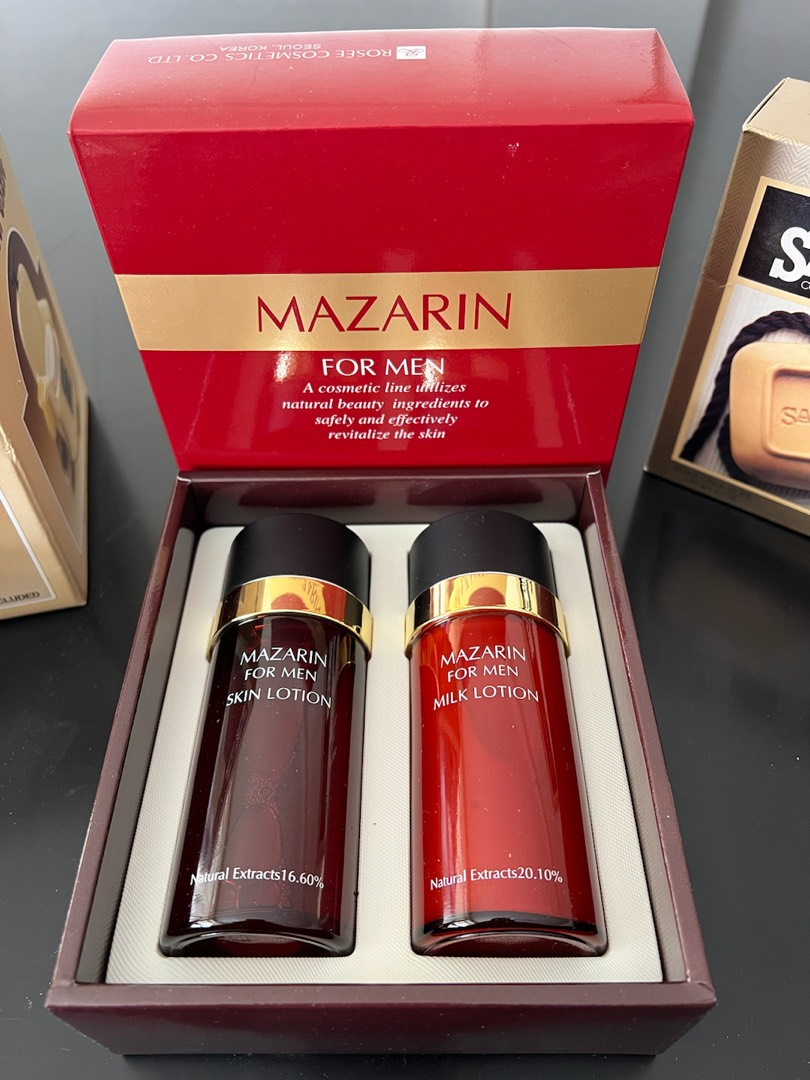 ROSÉE COSMETICS CO.,LTD.
SEOUL, KOREA
MAZARIN
FOR MEN
A cosmetic line utilizes
natural beauty ingredients to
safely and effectively
revitalize the skin
MAZARIN
FOR MEN
SKIN LOTION
Natural Extracts16.60%
MAZARIN
FOR MEN
MILK LOTION
Natural Extracts20.10%